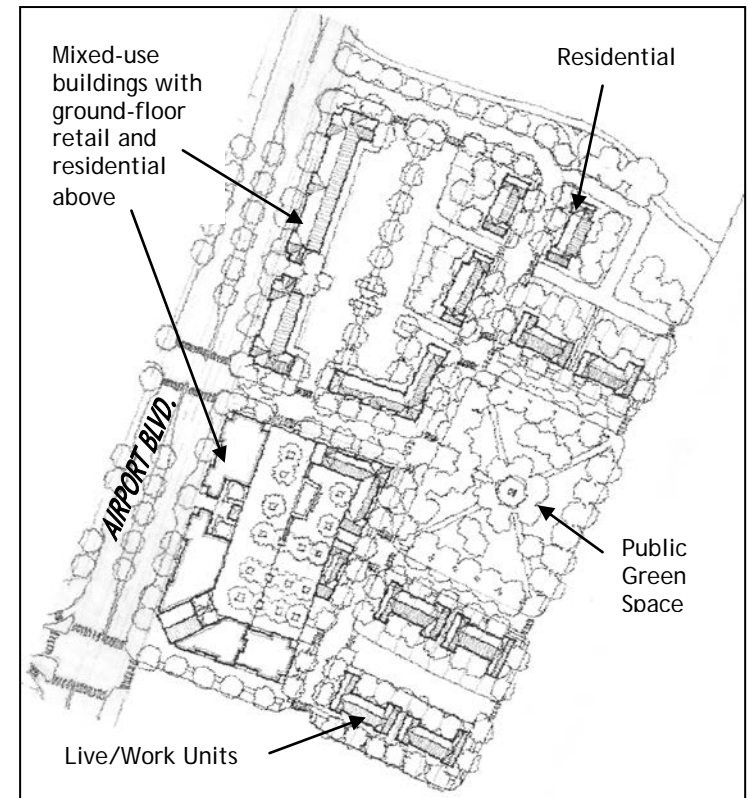 Mixed-use
buildings with
ground-floor
retail and
residential
above
Residential
AIRPORT BLVD.
Public
Green
Space
Live/Work Units